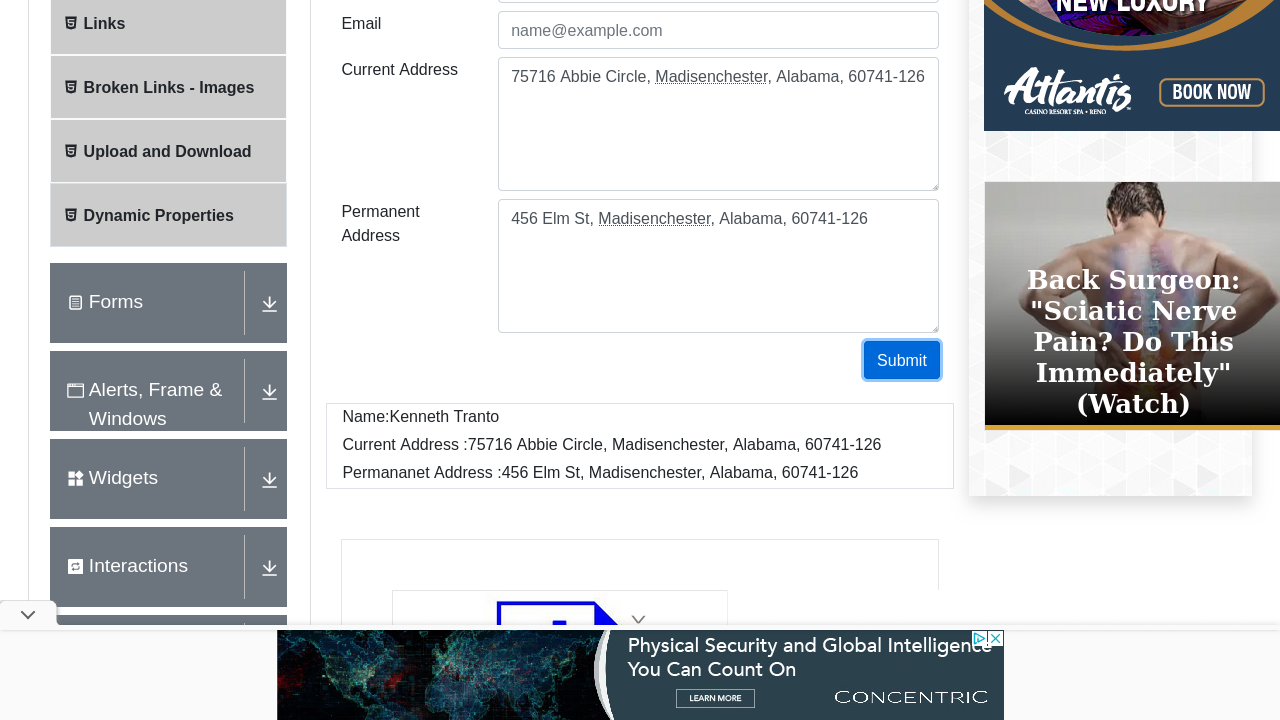 Links
Broken Links - Images
Upload and Download
Dynamic Properties
Forms
Alerts, Frame &
Windows
Widgets
Interactions
Email
name@example.com
Current Address
75716 Abbie Circle, Madisenchester, Alabama, 60741-126
Permanent
Address
456 Elm St, Madisenchester, Alabama, 60741-126
Submit
Name:Kenneth Tranto
Current Address :75716 Abbie Circle, Madisenchester, Alabama, 60741-126
Permananet Address :456 Elm St, Madisenchester, Alabama, 60741-126
NEW LUXURY
Atlantis
CASINO RESORT SPA • RENO
BOOK NOW
Back Surgeon:
"Sciatic Nerve
Pain? Do This
Immediately"
(Watch)
Physical Security and Global Intelligence
You Can Count On
LEARN MORE
CONCENTRIC